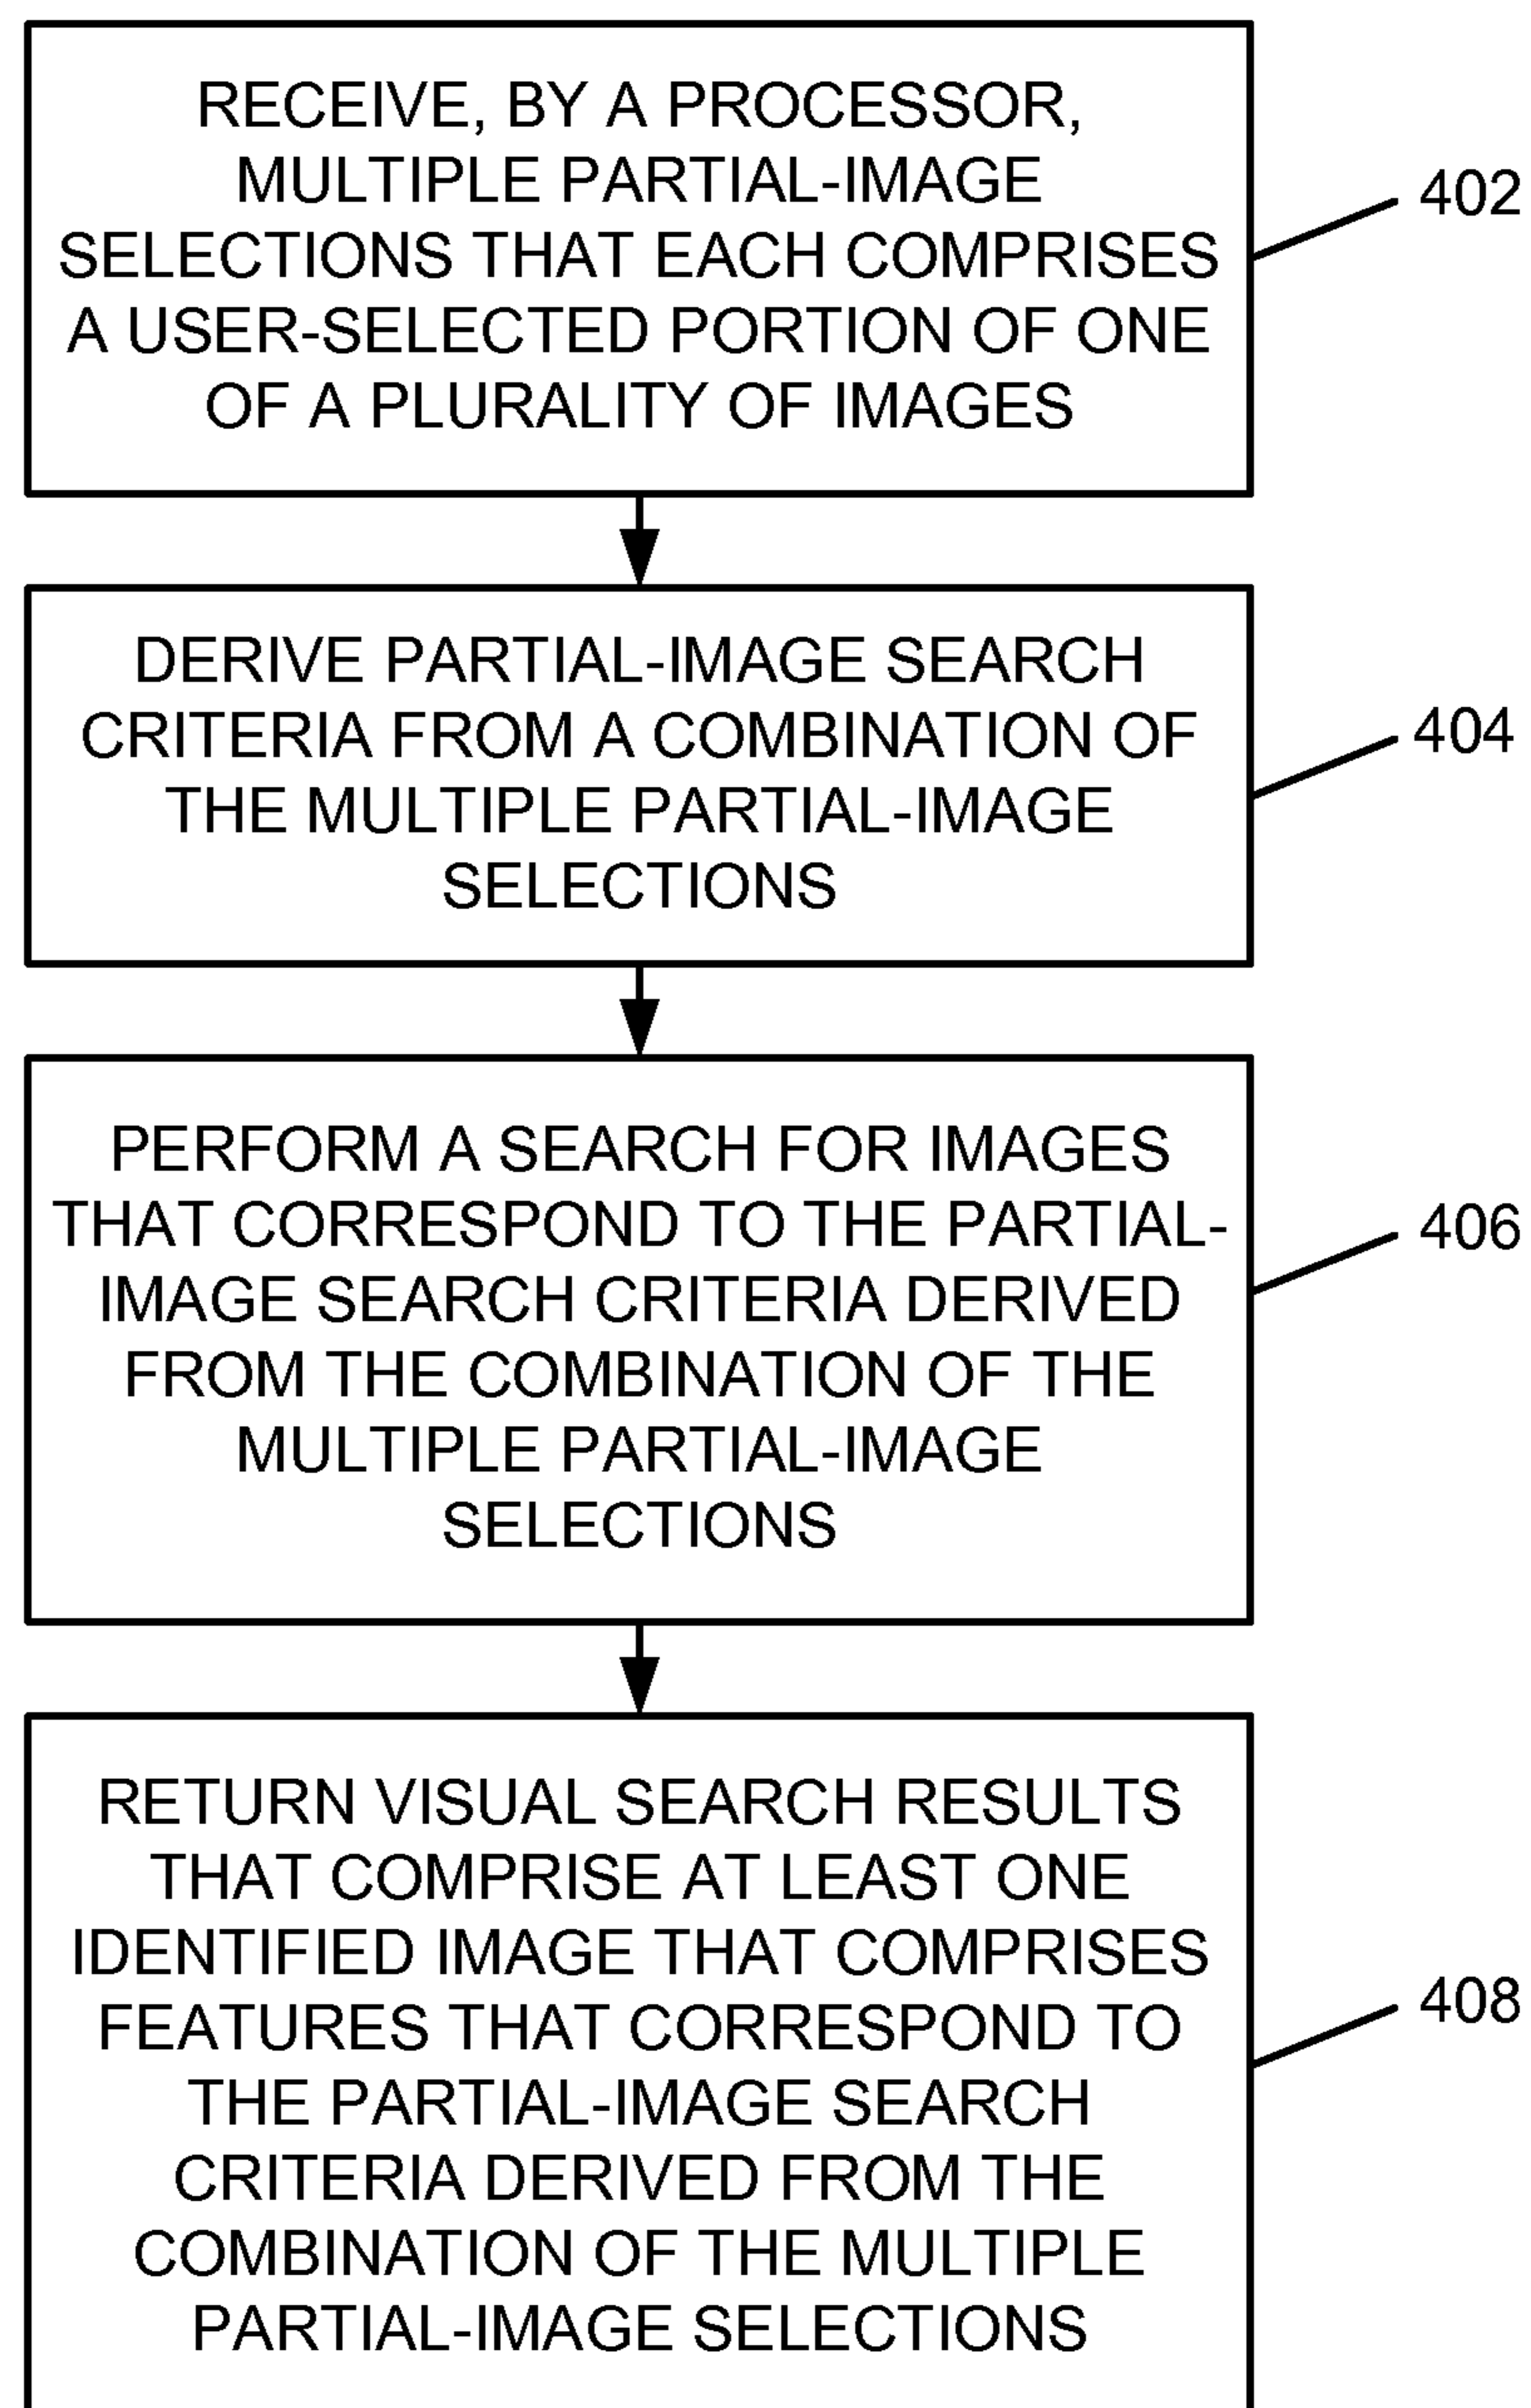 RECEIVE, BY A PROCESSOR,
MULTIPLE PARTIAL-IMAGE
SELECTIONS THAT EACH COMPRISES
A USER-SELECTED PORTION OF ONE
OF A PLURALITY OF IMAGES
402
DERIVE PARTIAL-IMAGE SEARCH
CRITERIA FROM A COMBINATION OF
THE MULTIPLE PARTIAL-IMAGE
SELECTIONS
404
PERFORM A SEARCH FOR IMAGES
THAT CORRESPOND TO THE PARTIAL-
IMAGE SEARCH CRITERIA DERIVED
FROM THE COMBINATION OF THE
MULTIPLE PARTIAL-IMAGE
SELECTIONS
406
RETURN VISUAL SEARCH RESULTS
THAT COMPRISE AT LEAST ONE
IDENTIFIED IMAGE THAT COMPRISES
FEATURES THAT CORRESPOND TO
THE PARTIAL-IMAGE SEARCH
CRITERIA DERIVED FROM THE
COMBINATION OF THE MULTIPLE
PARTIAL-IMAGE SELECTIONS
408